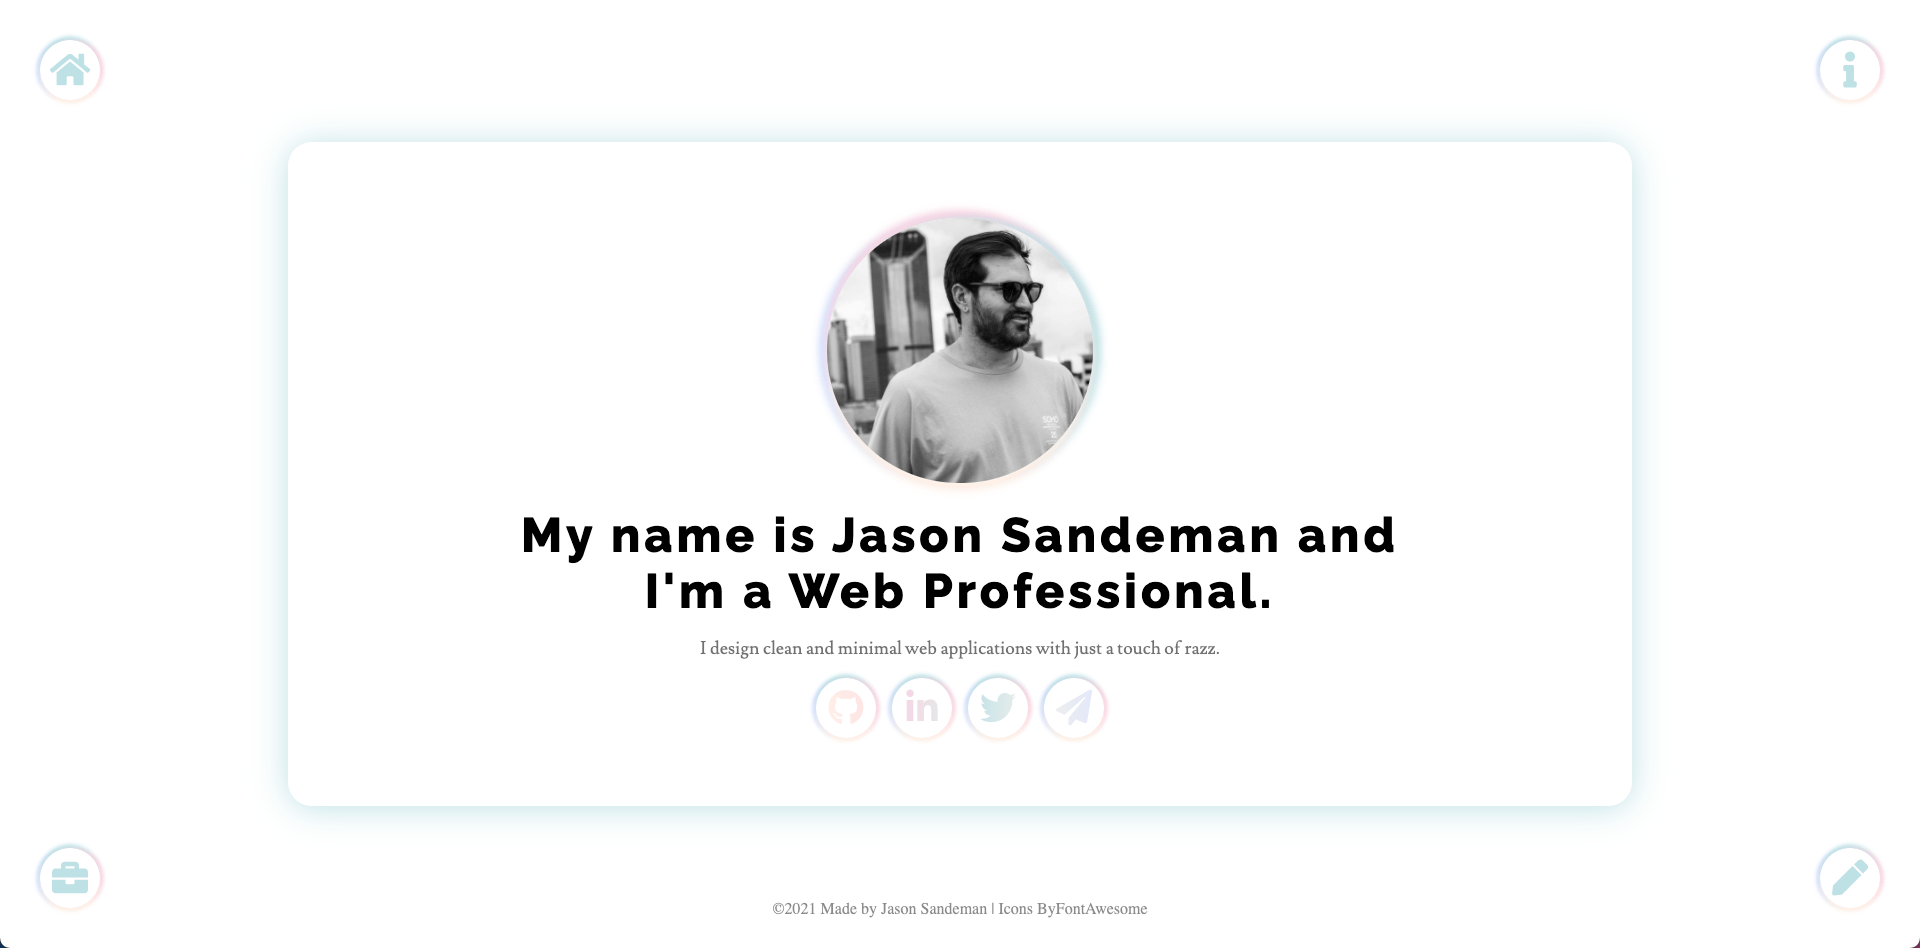 My name is Jason Sandeman and
I'm a Web Professional.
I design clean and minimal web applications with just a touch of razz.
in
©2021 Made by Jason Sandeman | Icons ByFontAwesome